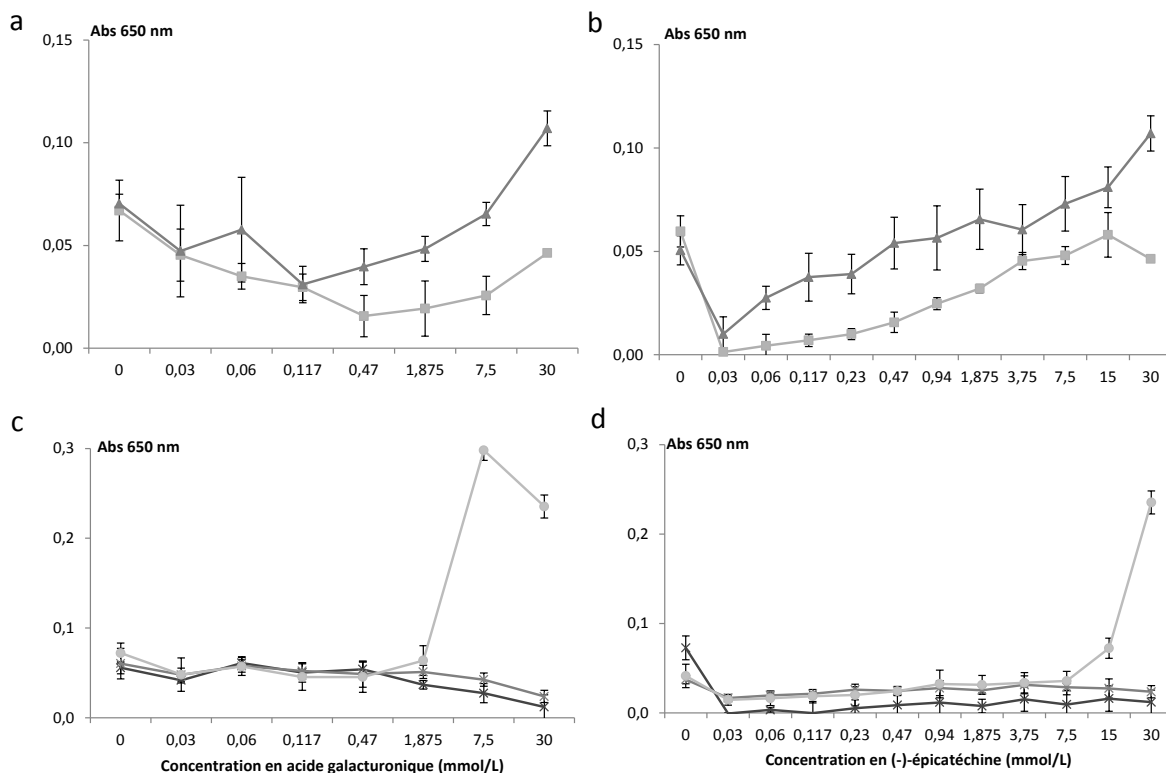 a
Abs 650 nm
0,15
0,10
0,05
0,00
0 0,03 0,06 0,117 0,47 1,875 7,5 30
b
Abs 650 nm
0,15
0,10
0,05
0,00
0 0,03 0,06 0,117 0,23 0,47 0,94 1,875 3,75 7,5 15 30
c
Abs 650 nm
0,3
0,2
0,1
0,0
0 0,03 0,06 0,117 0,47 1,875 7,5 30
Concentration en acide galacturonique (mmol/L)
d
Abs 650 nm
0,3
0,2
0,1
0,0
0 0,03 0,06 0,117 0,23 0,47 0,94 1,875 3,75 7,5 15 30
Concentration en (-)-épicatéchine (mmol/L)